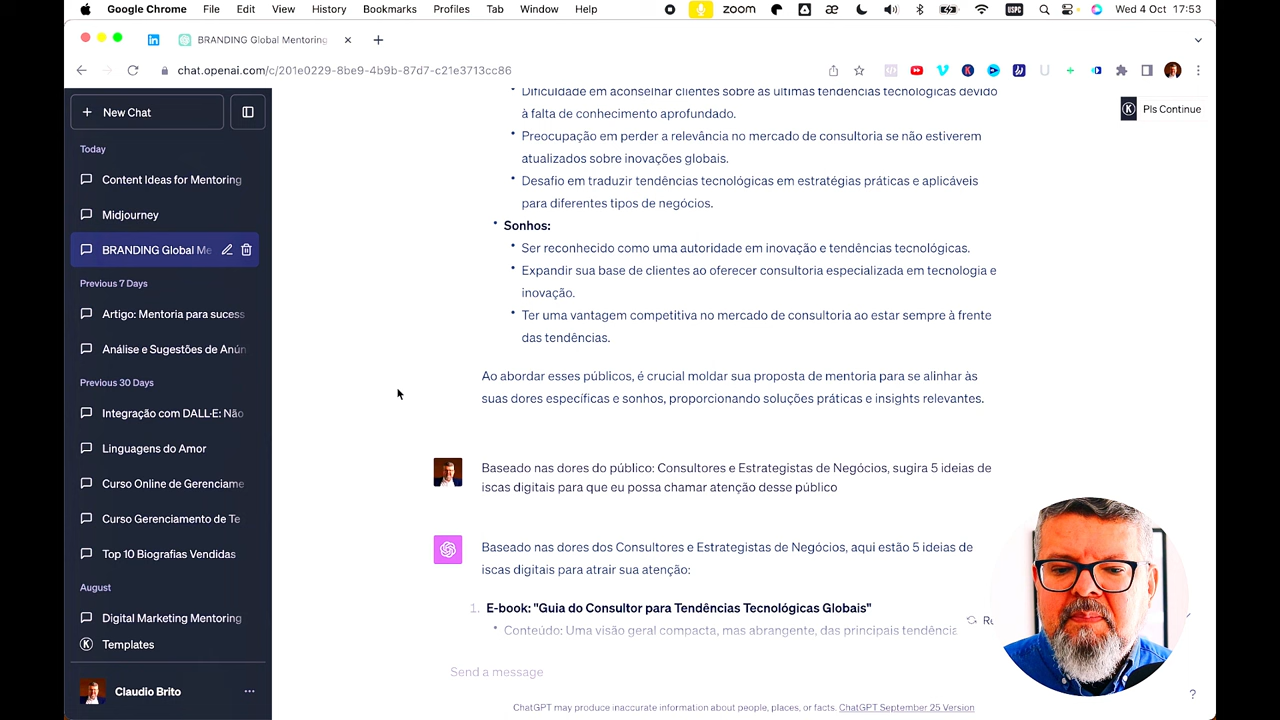 Google Chrome File Edit View History Bookmarks Profiles Tab Window Help zoom USPC Wed 4 Oct 17:53
BRANDING Global Mentoring
chat.openai.com/c/201e0229-8be9-4b9b-87d7-c21e3713cc86
New Chat
Today
Content Ideas for Mentoring
Midjourney
BRANDING Global Me
Previous 7 Days
Artigo: Mentoria para sucess
Análise e Sugestões de Anún
Previous 30 Days
Integração com DALL·E: Não
Linguagens do Amor
Curso Online de Gerenciame
Curso Gerenciamento de Te
Top 10 Biografias Vendidas
August
Digital Marketing Mentoring
Templates
Claudio Brito
Pls Continue
• Dificuldade em aconselhar clientes sobre as últimas tendências tecnológicas devido
à falta de conhecimento aprofundado.
• Preocupação em perder a relevância no mercado de consultoria se não estiverem
atualizados sobre inovações globais.
• Desafio em traduzir tendências tecnológicas em estratégias práticas e aplicáveis
para diferentes tipos de negócios.
• Sonhos:
• Ser reconhecido como uma autoridade em inovação e tendências tecnológicas.
• Expandir sua base de clientes ao oferecer consultoria especializada em tecnologia e
inovação.
• Ter uma vantagem competitiva no mercado de consultoria ao estar sempre à frente
das tendências.
Ao abordar esses públicos, é crucial moldar sua proposta de mentoria para se alinhar às
suas dores específicas e sonhos, proporcionando soluções práticas e insights relevantes.
Baseado nas dores do público: Consultores e Estrategistas de Negócios, sugira 5 ideias de
iscas digitais para que eu possa chamar atenção desse público
Baseado nas dores dos Consultores e Estrategistas de Negócios, aqui estão 5 ideias de
iscas digitais para atrair sua atenção:
1. E-book: "Guia do Consultor para Tendências Tecnológicas Globais"
• Conteúdo: Uma visão geral compacta, mas abrangente, das principais tendência
Send a message
ChatGPT may produce inaccurate information about people, places, or facts. ChatGPT September 25 Version
?